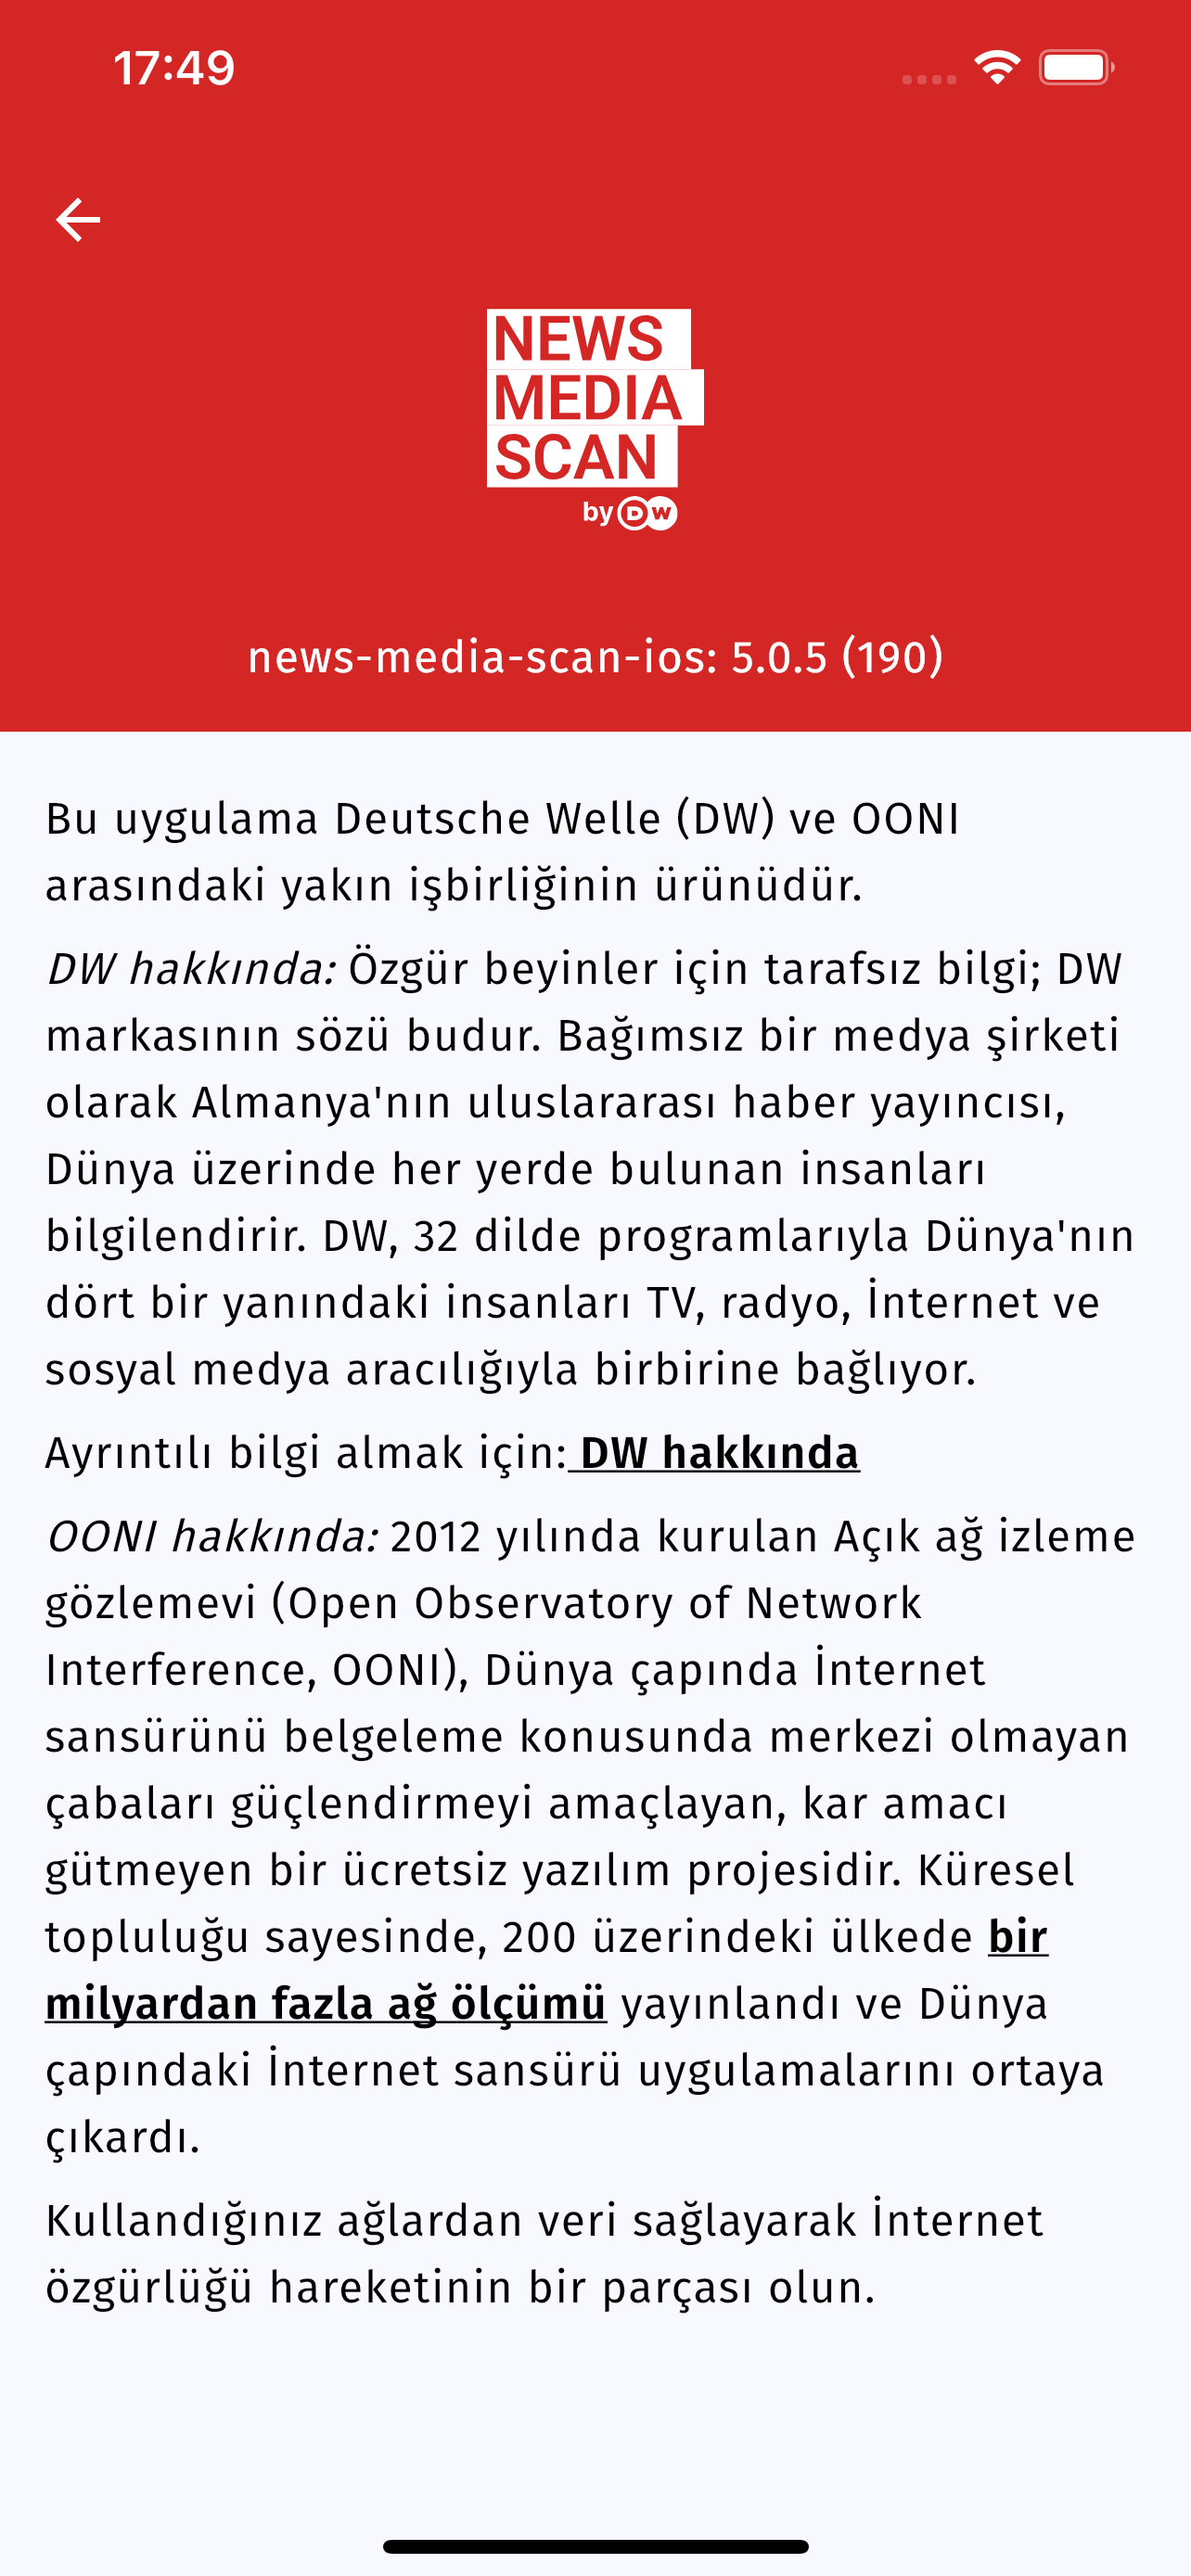 17:49
NEWS
MEDIA
SCAN
by DW
news-media-scan-ios: 5.0.5 (190)
Bu uygulama Deutsche Welle (DW) ve OONI
arasındaki yakın işbirliğinin ürünüdür.
DW hakkında: Özgür beyinler için tarafsız bilgi; DW
markasının sözü budur. Bağımsız bir medya şirketi
olarak Almanya'nın uluslararası haber yayıncısı,
Dünya üzerinde her yerde bulunan insanları
bilgilendirir. DW, 32 dilde programlarıyla Dünya'nın
dört bir yanındaki insanları TV, radyo, İnternet ve
sosyal medya aracılığıyla birbirine bağlıyor.
Ayrıntılı bilgi almak için: DW hakkında
OONI hakkında: 2012 yılında kurulan Açık ağ izleme
gözlemevi (Open Observatory of Network
Interference, OONI), Dünya çapında İnternet
sansürünü belgeleme konusunda merkezi olmayan
çabaları güçlendirmeyi amaçlayan, kar amacı
gütmeyen bir ücretsiz yazılım projesidir. Küresel
topluluğu sayesinde, 200 üzerindeki ülkede bir
milyardan fazla ağ ölçümü yayınlandı ve Dünya
çapındaki İnternet sansürü uygulamalarını ortaya
çıkardı.
Kullandığınız ağlardan veri sağlayarak İnternet
özgürlüğü hareketinin bir parçası olun.